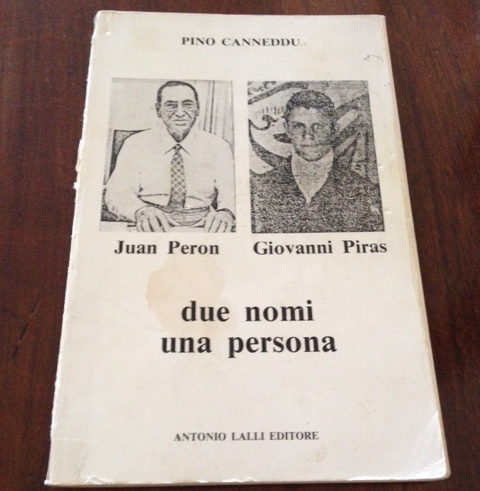 PINO CANNEDDU
Juan Peron
Giovanni Piras
due nomi
una persona
ANTONIO LALLI EDITORE